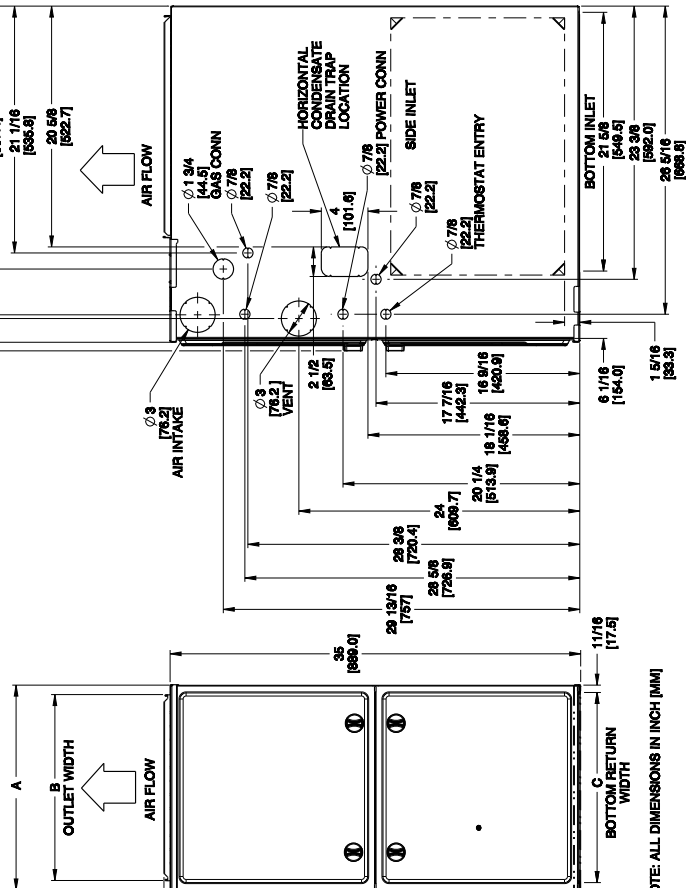 21 1/16
[535.8]
20 5/8
[522.7]
AIR FLOW
Ø 1 3/4
[44.5]
GAS CONN
Ø 7/8
[22.2]
Ø 7/8
[22.2]
HORIZONTAL
CONDENSATE
DRAIN TRAP
LOCATION
4
[101.6]
Ø 7/8
[22.2] POWER CONN
SIDE INLET
Ø 7/8
[22.2]
Ø 7/8
[22.2]
THERMOSTAT ENTRY
BOTTOM INLET
21 5/8
[549.5]
23 3/8
[592.0]
26 5/16
[668.8]
Ø 3
[76.2]
AIR INTAKE
Ø 3
[76.2]
VENT
2 1/2
[63.5]
16 9/16
[420.9]
17 7/16
[442.3]
18 1/16
[458.6]
20 1/4
[513.9]
24
[609.7]
28 3/8
[720.4]
28 5/8
[726.9]
29 13/16
[757]
6 1/16
[154.0]
1 5/16
[33.3]
A
B
OUTLET WIDTH
AIR FLOW
35
[889.0]
11/16
[17.5]
C
BOTTOM RETURN
WIDTH
OTE: ALL DIMENSIONS IN INCH [MM]